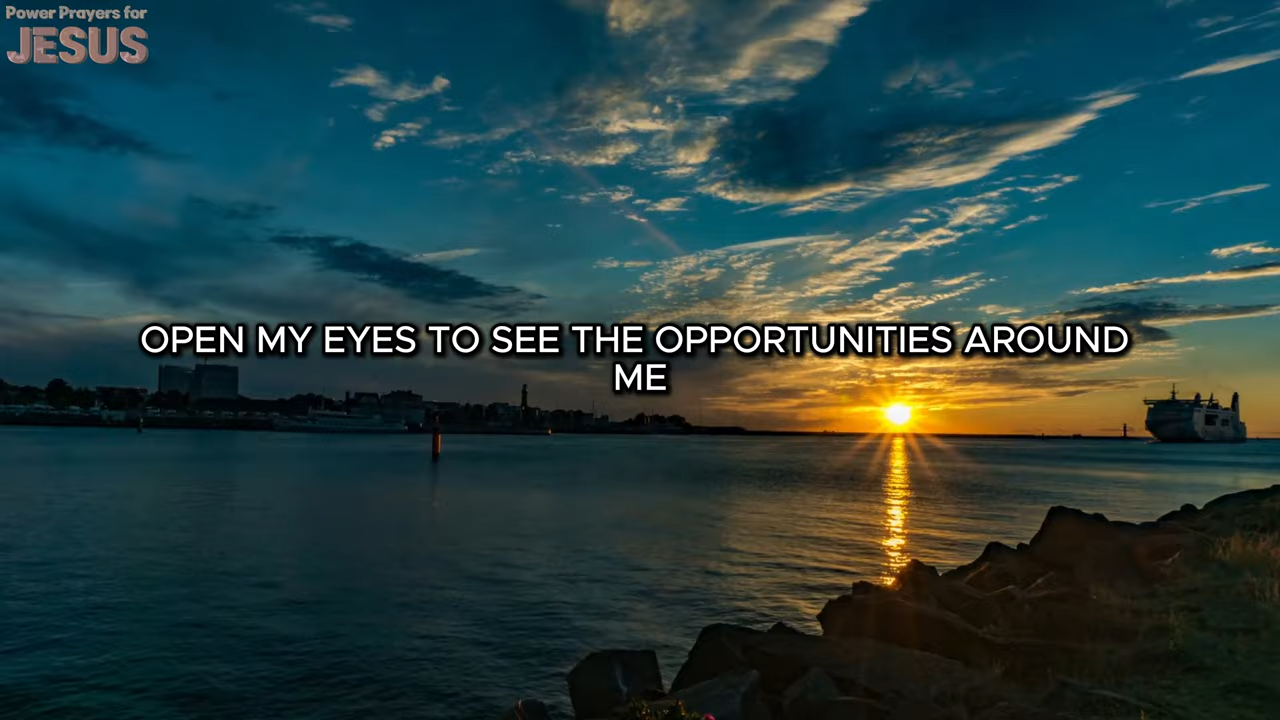 Power Prayers for
JESUS
OPEN MY EYES TO SEE THE OPPORTUNITIES AROUND
ME